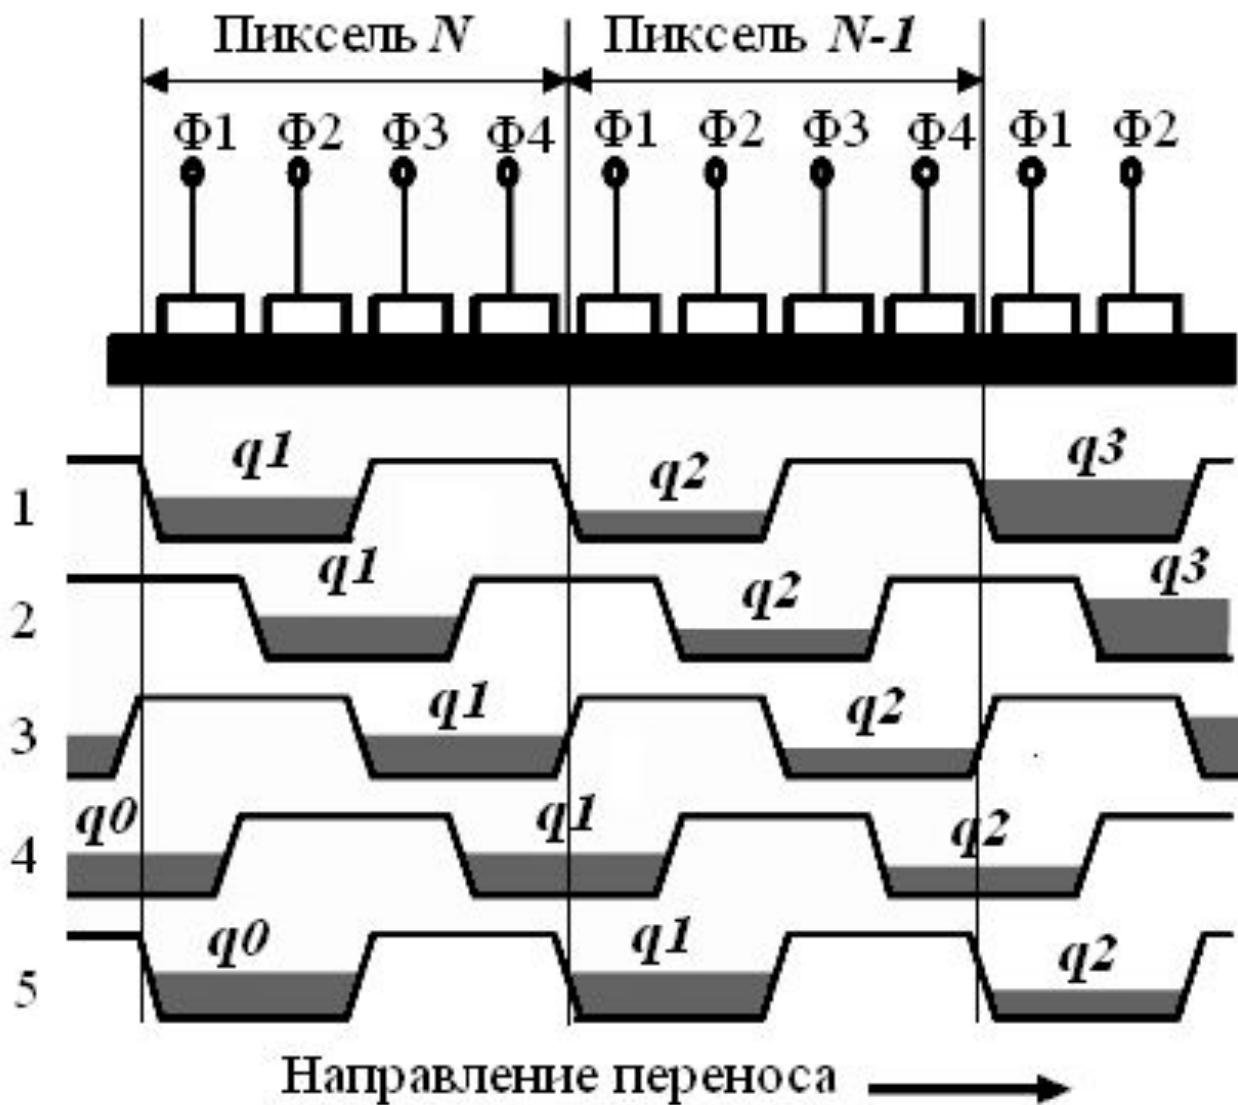 Пиксель N Пиксель N-1
Ф1 Ф2 Ф3 Ф4 Ф1 Ф2 Ф3 Ф4 Ф1 Ф2
q1 q2 q3
1
q1 q2 q3
2
q1 q2
3
q0 q1 q2
4
q0 q1 q2
5
Направление переноса